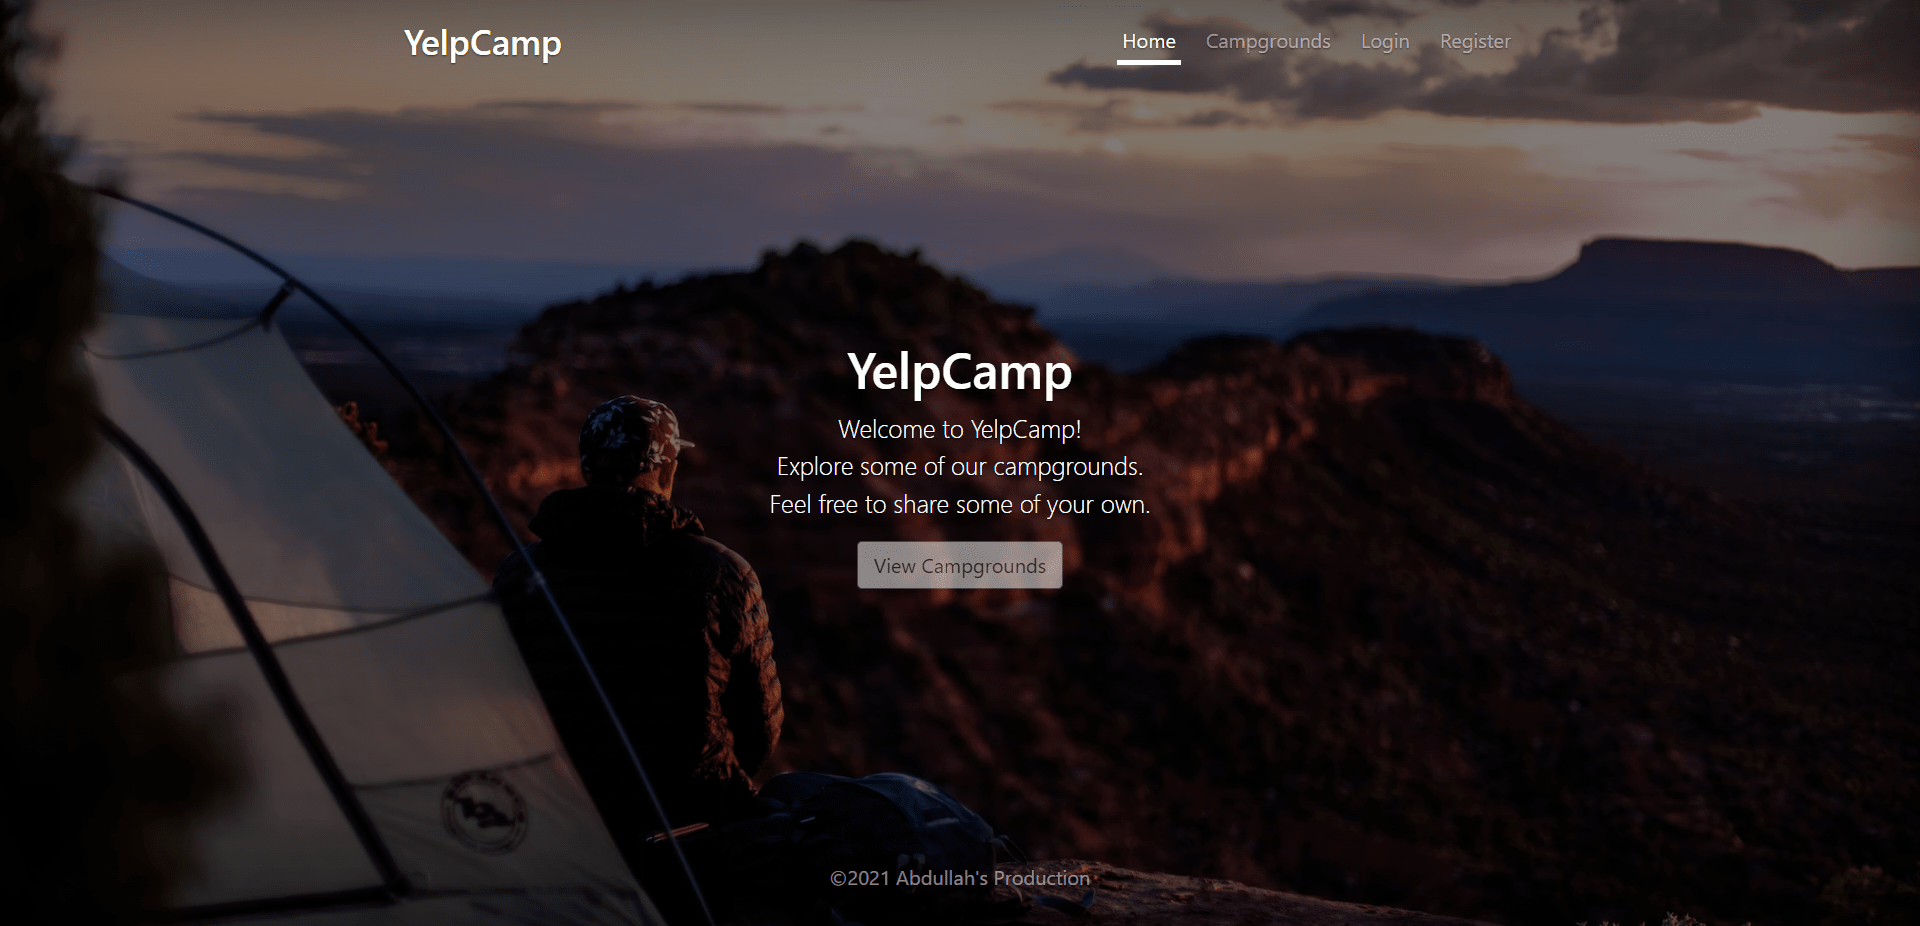 YelpCamp
Home Campgrounds Login Register
YelpCamp
Welcome to YelpCamp!
Explore some of our campgrounds.
Feel free to share some of your own.
View Campgrounds
©2021 Abdullah's Production